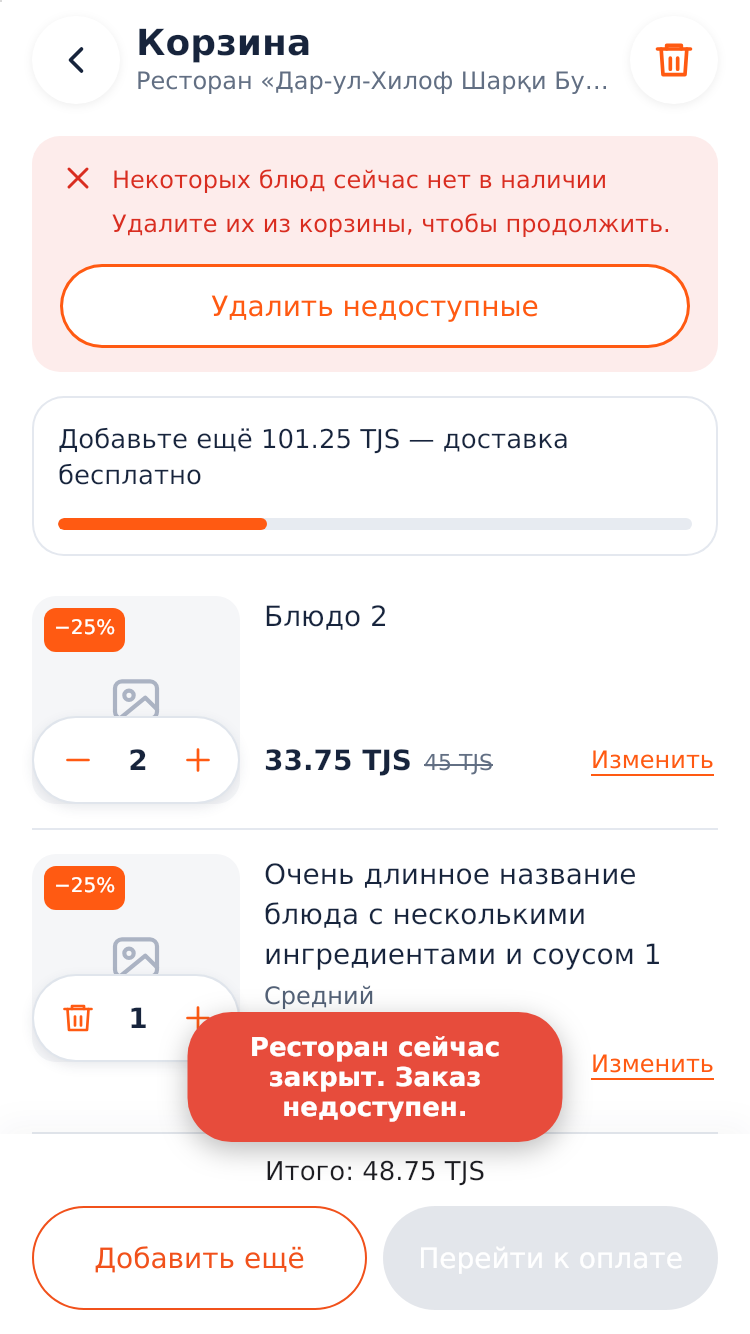 Корзина
Ресторан «Дар-ул-Хилоф Шарқи Бу...
Некоторых блюд сейчас нет в наличии
Удалите их из корзины, чтобы продолжить.
Удалить недоступные
Добавьте ещё 101.25 TJS — доставка
бесплатно
−25%
Блюдо 2
2
33.75 TJS 45 TJS
Изменить
−25%
Очень длинное название
блюда с несколькими
ингредиентами и соусом 1
Средний
1
Ресторан сейчас
закрыт. Заказ
недоступен.
Изменить
Итого: 48.75 TJS
Добавить ещё
Перейти к оплате